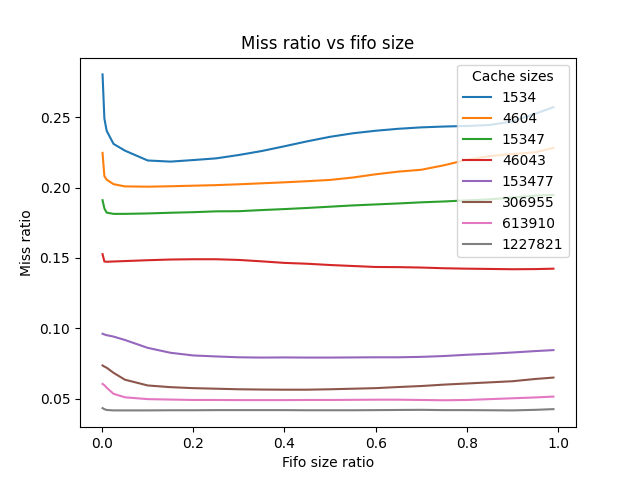 Miss ratio vs fifo size
Cache sizes
1534
4604
15347
46043
153477
306955
613910
1227821
Miss ratio
0.25
0.20
0.15
0.10
0.05
0.0 0.2 0.4 0.6 0.8 1.0
Fifo size ratio